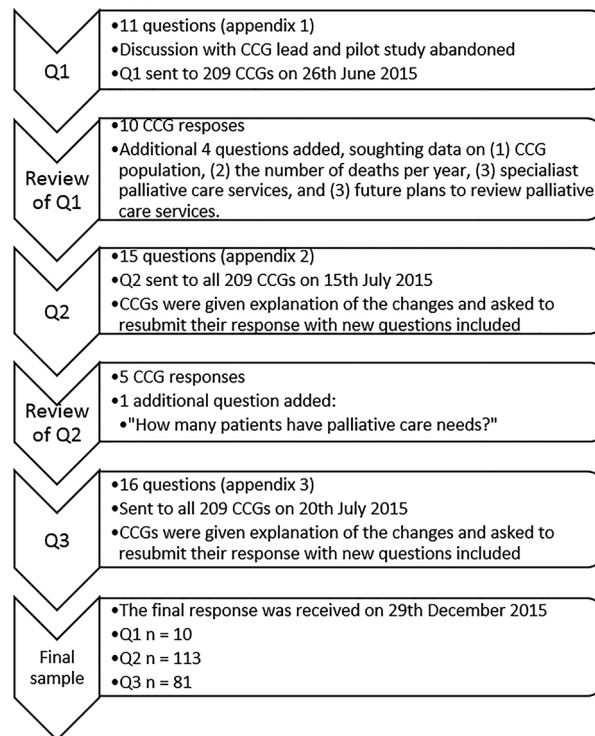 Q1
•11 questions (appendix 1)
•Discussion with CCG lead and pilot study abandoned
•Q1 sent to 209 CCGs on 26th June 2015
Review
of Q1
•10 CCG resposes
•Additional 4 questions added, soughting data on (1) CCG
population, (2) the number of deaths per year, (3) specialiast
palliative care services, and (3) future plans to review palliative
care services.
Q2
•15 questions (appendix 2)
•Q2 sent to all 209 CCGs on 15th July 2015
•CCGs were given explanation of the changes and asked to
resubmit their response with new questions included
Review
of Q2
•5 CCG responses
•1 additional question added:
•"How many patients have palliative care needs?"
Q3
•16 questions (appendix 3)
•Sent to all 209 CCGs on 20th July 2015
•CCGs were given explanation of the changes and asked to
resubmit their response with new questions included
Final
sample
•The final response was received on 29th December 2015
•Q1 n = 10
•Q2 n = 113
•Q3 n = 81